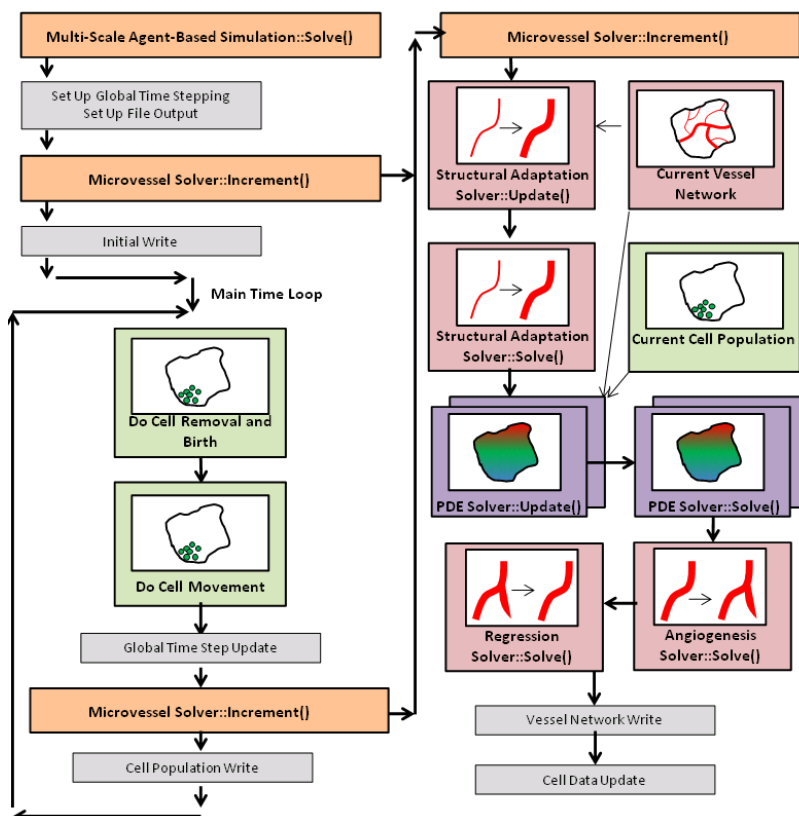 Multi-Scale Agent-Based Simulation::Solve()
Set Up Global Time Stepping
Set Up File Output
Microvessel Solver::Increment()
Initial Write
Main Time Loop
Do Cell Removal and
Birth
Do Cell Movement
Global Time Step Update
Microvessel Solver::Increment()
Cell Population Write
Microvessel Solver::Increment()
Structural Adaptation
Solver::Update()
Current Vessel
Network
Structural Adaptation
Solver::Solve()
Current Cell Population
PDE Solver::Update()
PDE Solver::Solve()
Regression
Solver::Solve()
Angiogenesis
Solver::Solve()
Vessel Network Write
Cell Data Update